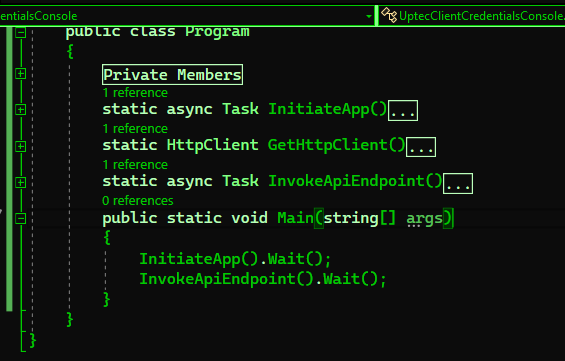 entialsConsole UptecClientCredentialsConsole.
public class Program
{
Private Members
1 reference
static async Task InitiateApp()...
1 reference
static HttpClient GetHttpClient()...
1 reference
static async Task InvokeApiEndpoint()...
0 references
public static void Main(string[] args)
{
InitiateApp().Wait();
InvokeApiEndpoint().Wait();
}
}
}